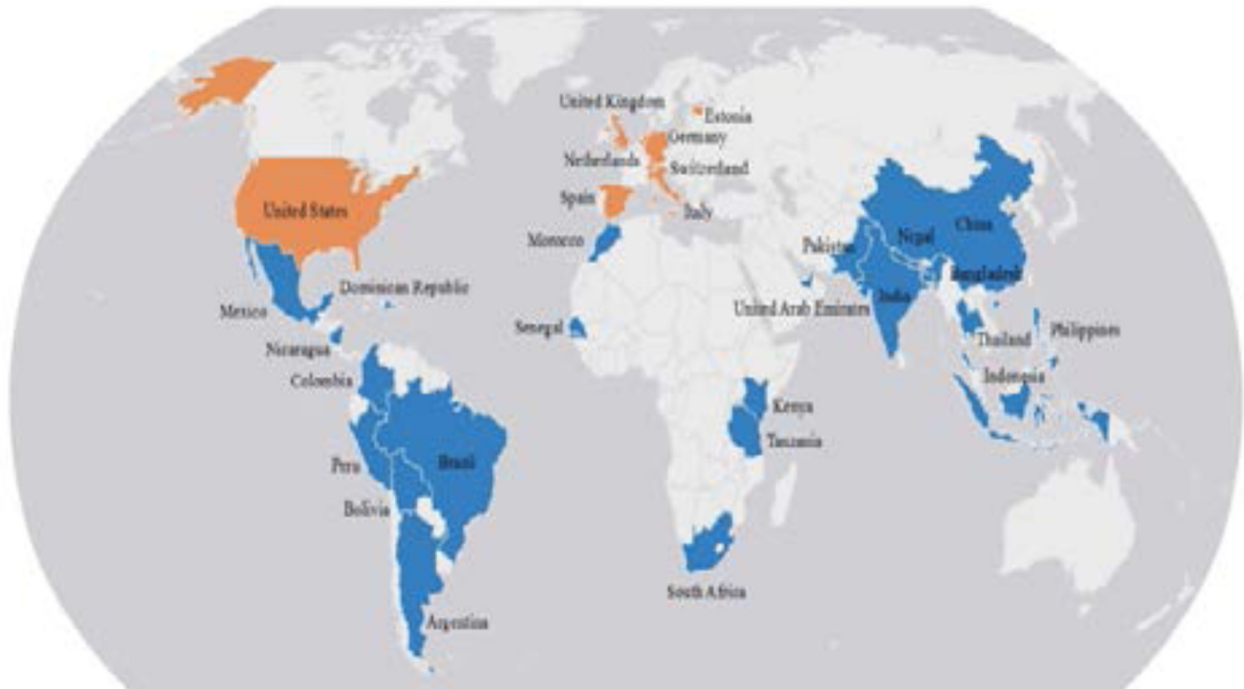 United Kingdom
Estonia
Germany
Netherlands
Switzerland
Spain
Italy
United States
Morocco
Pakistan
Nepal
China
Bangladesh
Dominican Republic
India
United Arab Emirates
Mexico
Senegal
Philippines
Thailand
Nicaragua
Indonesia
Colombia
Kenya
Tanzania
Peru
Brazil
Bolivia
South Africa
Argentina